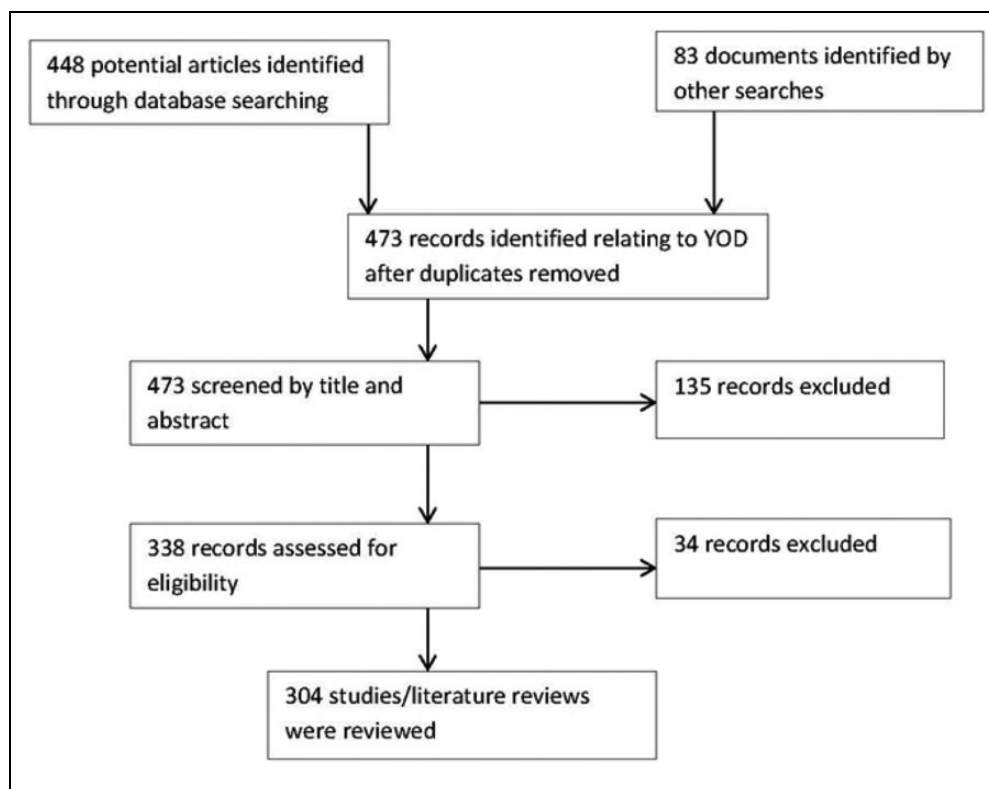 448 potential articles identified
through database searching
83 documents identified by
other searches
473 records identified relating to YOD
after duplicates removed
473 screened by title and
abstract
135 records excluded
338 records assessed for
eligibility
34 records excluded
304 studies/literature reviews
were reviewed